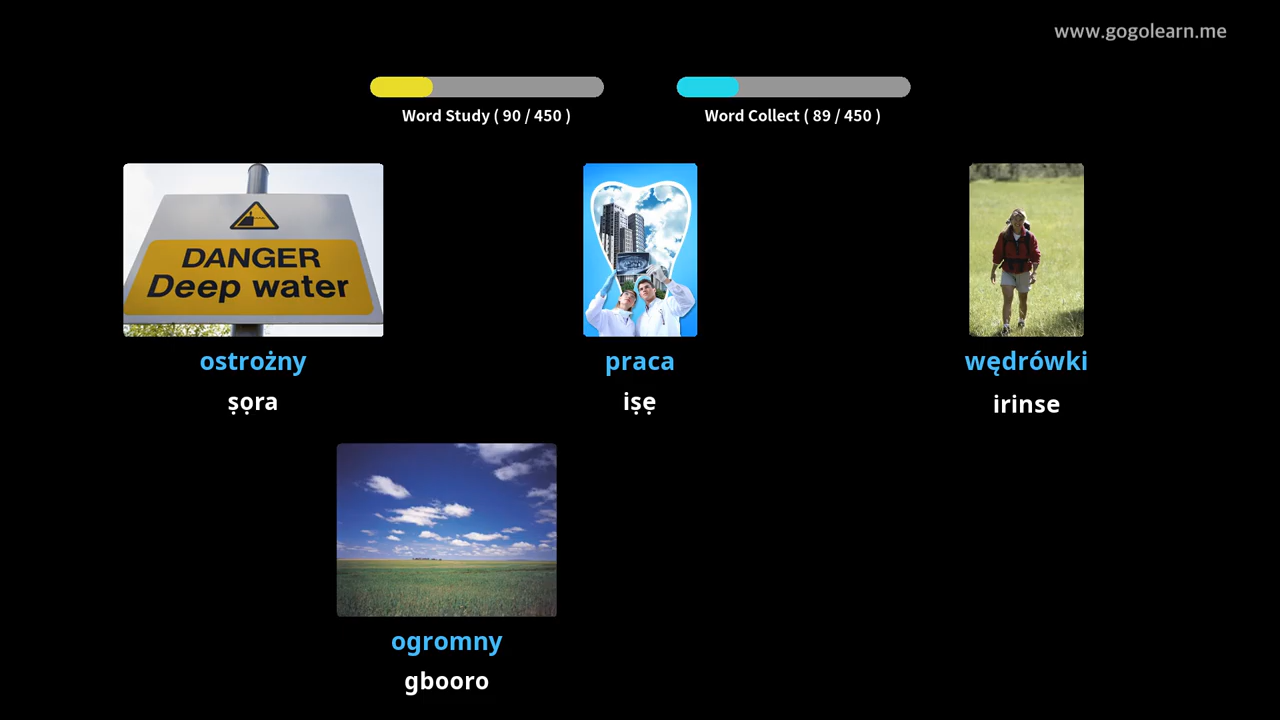 www.gogolearn.me
Word Study ( 90 / 450 )
Word Collect ( 89 / 450 )
DANGER
Deep water
ostrożny
praca
wędrówki
ṣọra
iṣẹ
irinse
ogromny
gbooro